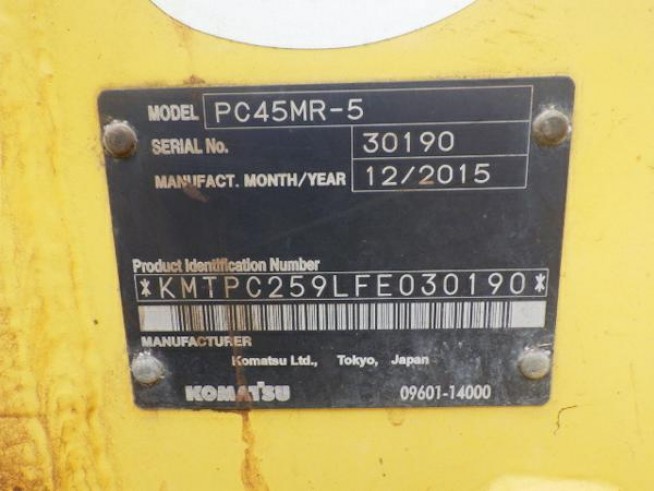 MODEL PC45MR-5
SERIAL No. 30190
MANUFACT. MONTH/YEAR 12/2015
Product Identification Number
*KMTPC259LFE030190*
MANUFACTURER
Komatsu Ltd., Tokyo, Japan
KOMATSU 09601-14000